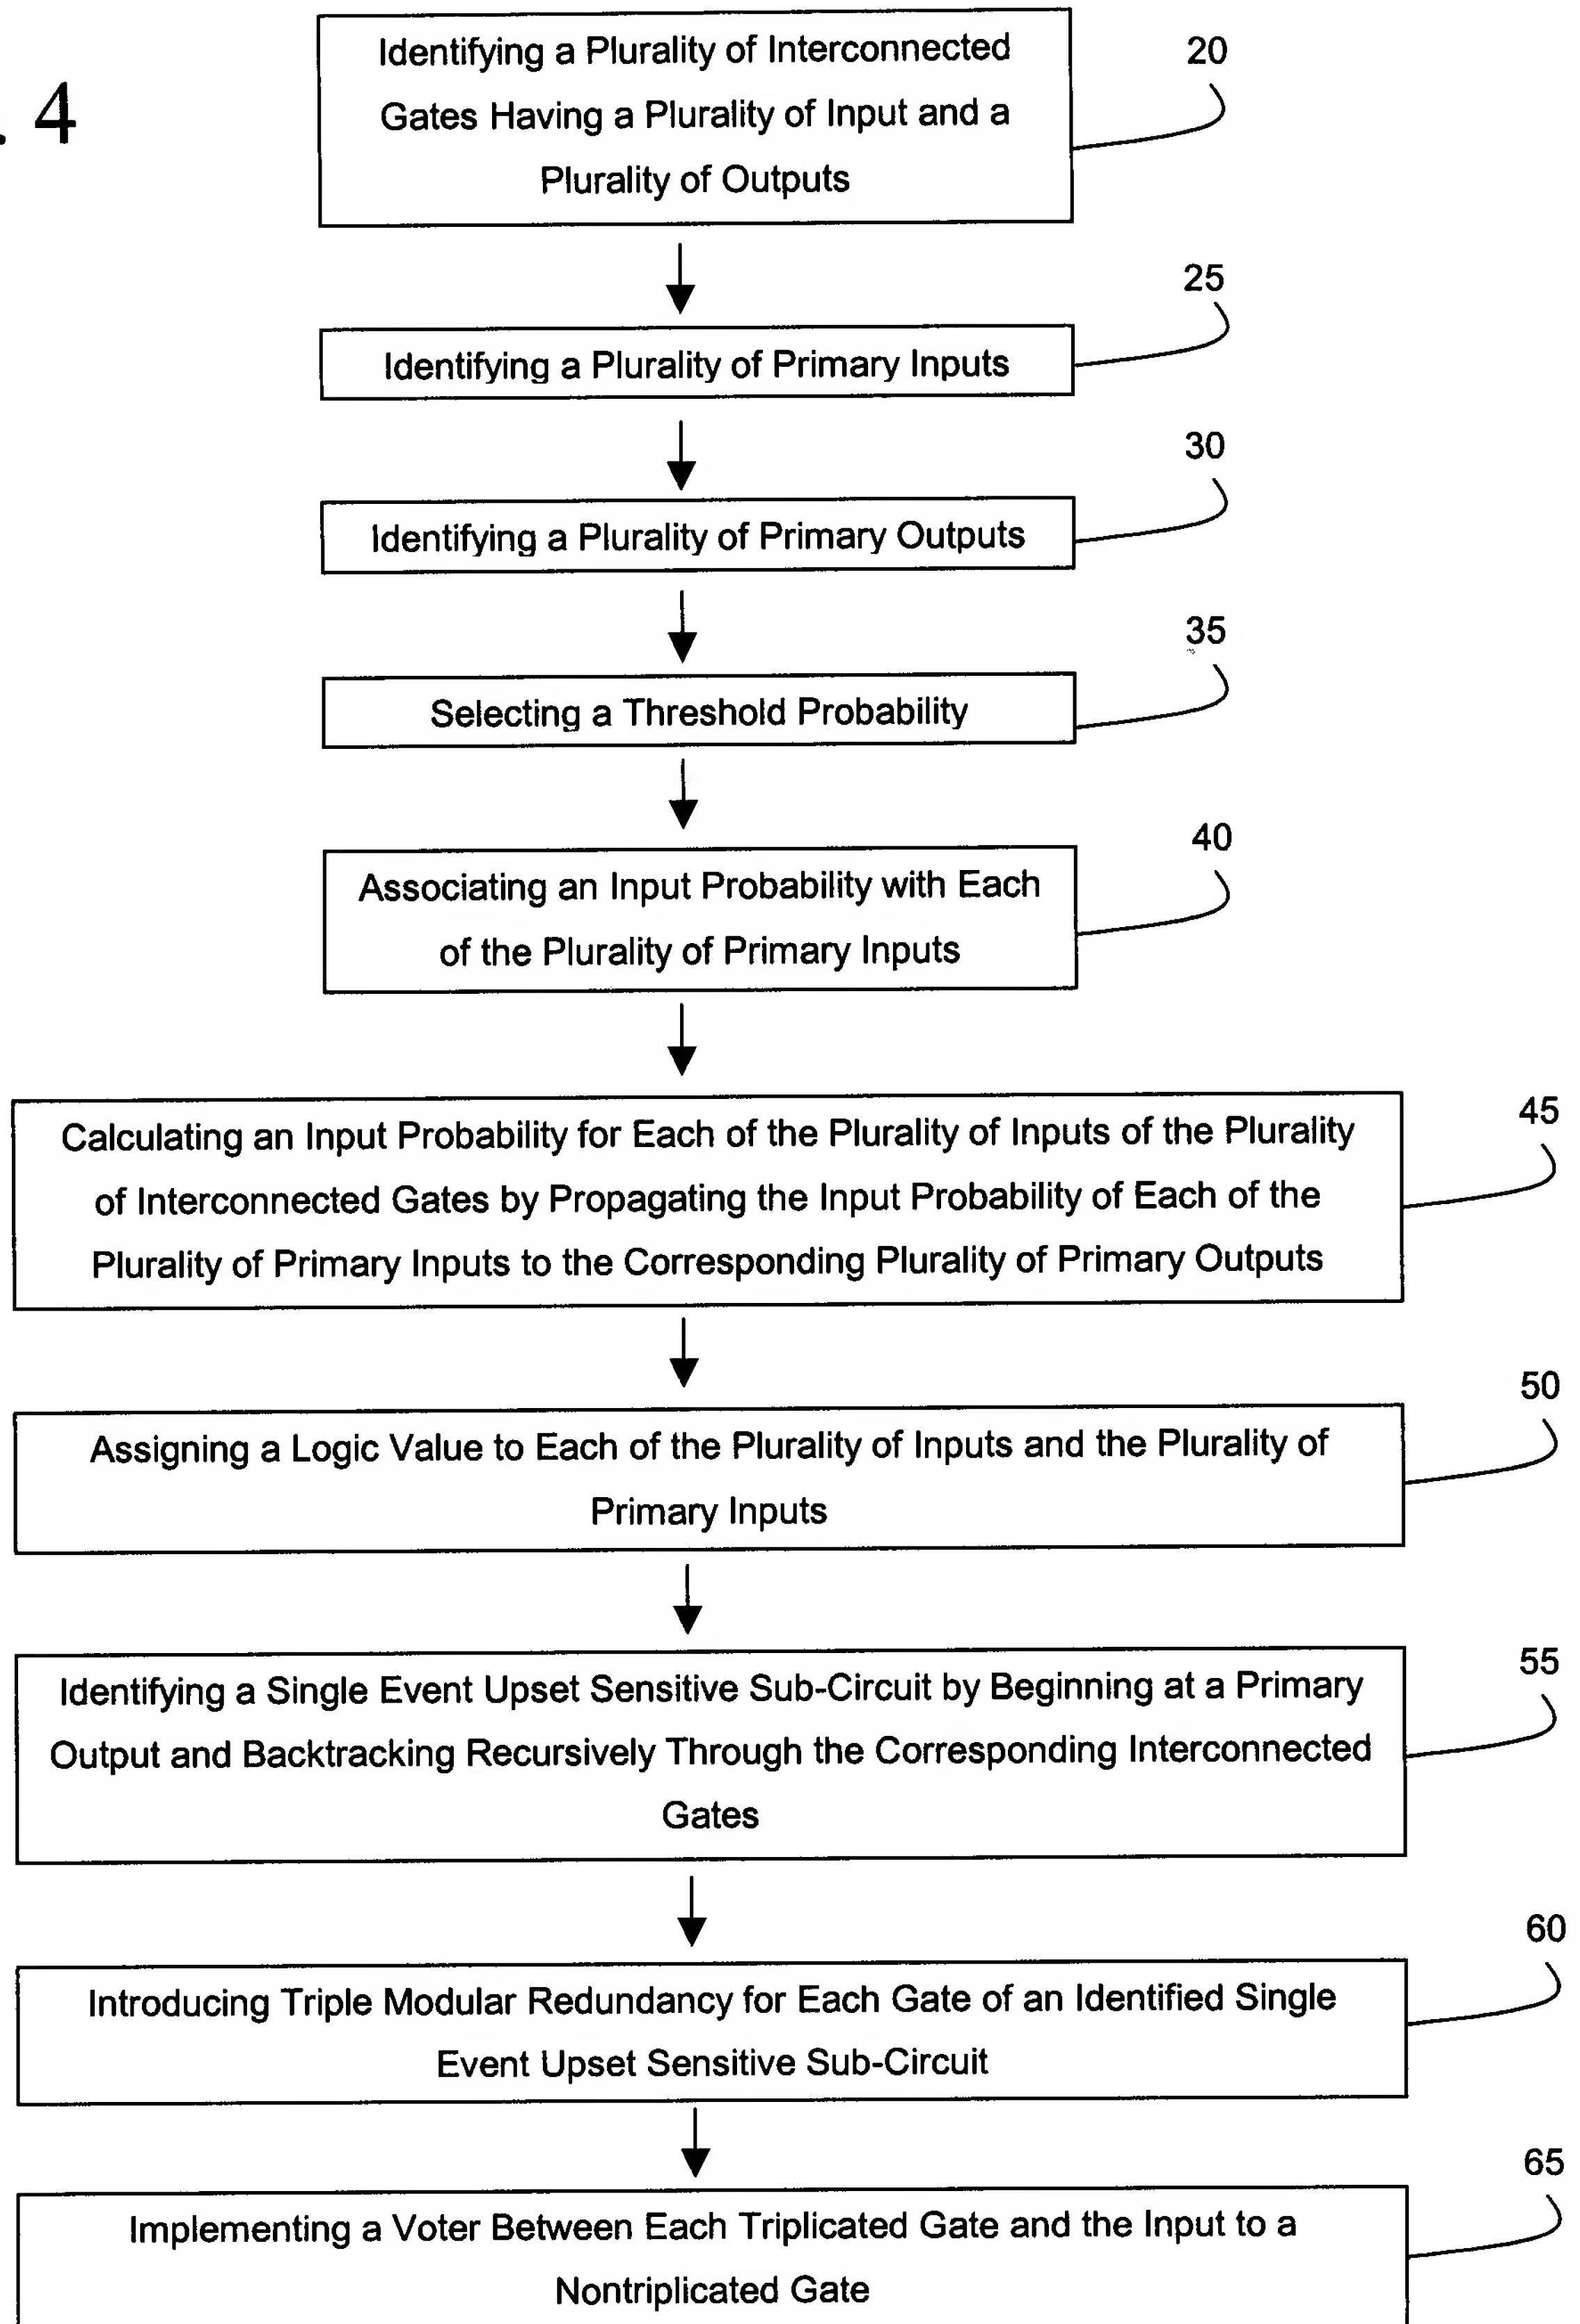 . 4
Identifying a Plurality of Interconnected
Gates Having a Plurality of Input and a
Plurality of Outputs
20
Identifying a Plurality of Primary Inputs
25
Identifying a Plurality of Primary Outputs
30
Selecting a Threshold Probability
35
Associating an Input Probability with Each
of the Plurality of Primary Inputs
40
Calculating an Input Probability for Each of the Plurality of Inputs of the Plurality
of Interconnected Gates by Propagating the Input Probability of Each of the
Plurality of Primary Inputs to the Corresponding Plurality of Primary Outputs
45
Assigning a Logic Value to Each of the Plurality of Inputs and the Plurality of
Primary Inputs
50
Identifying a Single Event Upset Sensitive Sub-Circuit by Beginning at a Primary
Output and Backtracking Recursively Through the Corresponding Interconnected
Gates
55
Introducing Triple Modular Redundancy for Each Gate of an Identified Single
Event Upset Sensitive Sub-Circuit
60
Implementing a Voter Between Each Triplicated Gate and the Input to a
Nontriplicated Gate
65